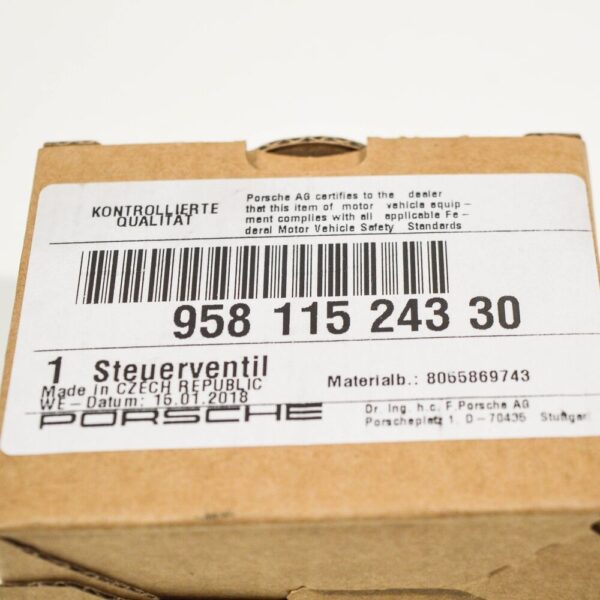 KONTROLLIERTE
QUALITÄT
Porsche AG certifies to the dealer
that this item of motor vehicle equip -
ment complies with all applicable Fe -
deral Motor Vehicle Safety Standards
958 115 243 30
1 Steuerventil
Made in CZECH REPUBLIC
WE - Datum: 15.01.2018
Materialb.: 8065869743
PORSCHE
Dr. Ing. h.c. F.Porsche AG
Porscheplatz 1, D - 70435 Stuttgart